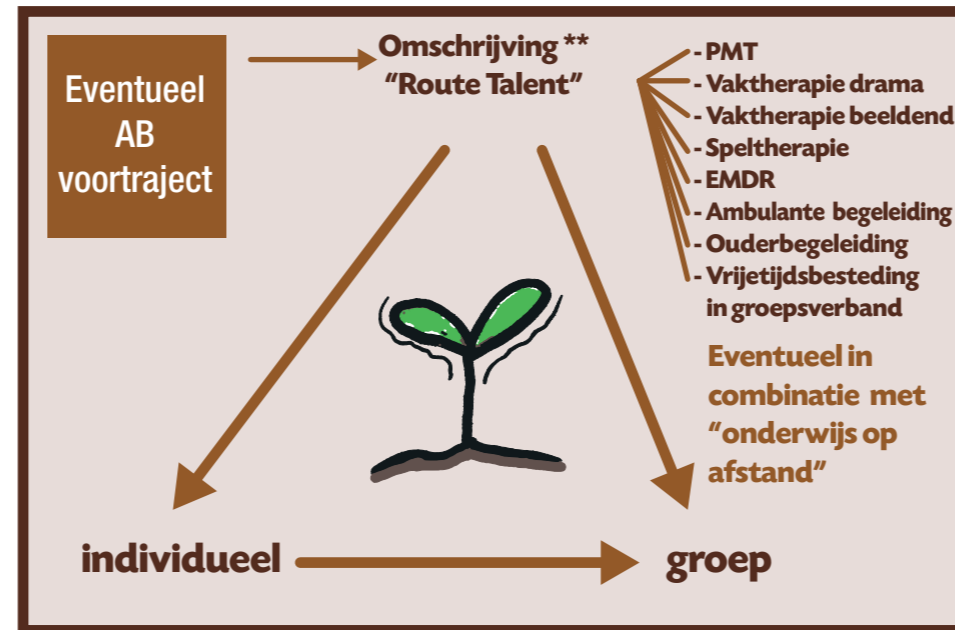 Eventueel
AB
voortraject
Omschrijving **
"Route Talent"
- PMT
- Vaktherapie drama
- Vaktherapie beeldend
- Speltherapie
- EMDR
- Ambulante begeleiding
- Ouderbegeleiding
- Vrijetijdsbesteding
in groepsverband
Eventueel in
combinatie met
"onderwijs op
afstand"
individueel
groep